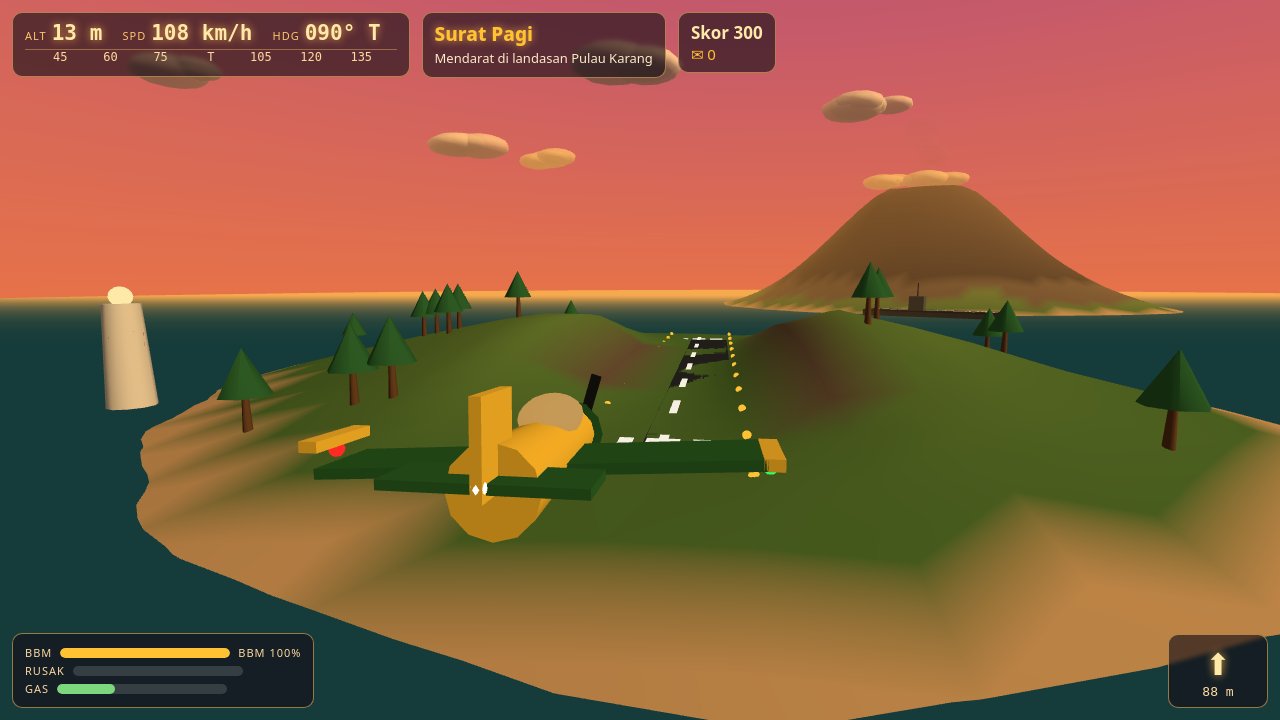 ALT 13 m SPD 108 km/h HDG 090° T
45 60 75 T 105 120 135
Surat Pagi
Mendarat di landasan Pulau Karang
Skor 300
✉ 0
BBM BBM 100%
RUSAK
GAS
⬆
88 m